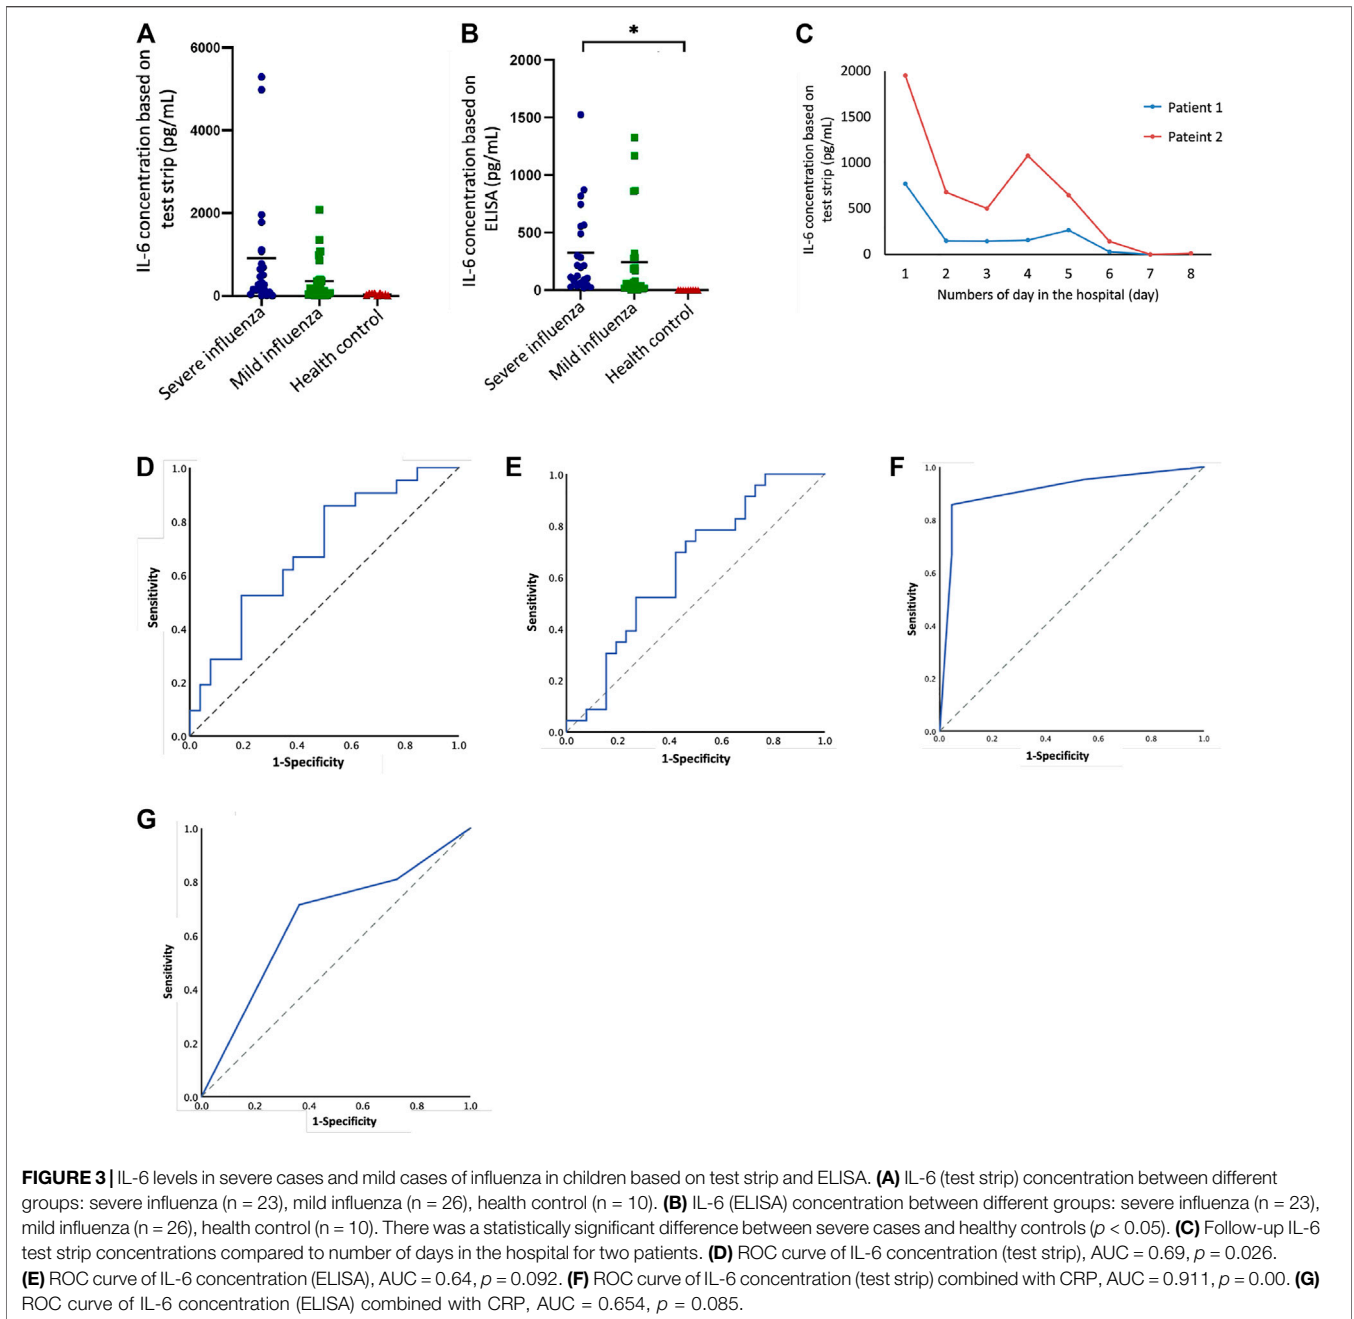 A
IL-6 concentration based on
test strip (pg/mL)
6000
4000
2000
0
Severe influenza
Mild influenza
Health control
B
*
IL-6 concentration based on
ELISA (pg/mL)
2000
1500
1000
500
0
Severe influenza
Mild influenza
Health control
C
IL-6 concentration based on
test strip (pg/mL)
2000
1500
1000
500
0
1 2 3 4 5 6 7 8
Numbers of day in the hospital (day)
Patient 1
Pateint 2
D
Sensitivity
1.0
0.8
0.6
0.4
0.2
0.0
0.0 0.2 0.4 0.6 0.8 1.0
1-Specificity
E
Sensitivity
1.0
0.8
0.6
0.4
0.2
0.0
0.0 0.2 0.4 0.6 0.8 1.0
1-Specificity
F
Sensitivity
1.0
0.8
0.6
0.4
0.2
0.0
0.0 0.2 0.4 0.6 0.8 1.0
1-Specificity
G
Sensitivity
1.0
0.8
0.6
0.4
0.2
0.0
0.0 0.2 0.4 0.6 0.8 1.0
1-Specificity
FIGURE 3 | IL-6 levels in severe cases and mild cases of influenza in children based on test strip and ELISA. (A) IL-6 (test strip) concentration between different
groups: severe influenza (n = 23), mild influenza (n = 26), health control (n = 10). (B) IL-6 (ELISA) concentration between different groups: severe influenza (n = 23),
mild influenza (n = 26), health control (n = 10). There was a statistically significant difference between severe cases and healthy controls (p < 0.05). (C) Follow-up IL-6
test strip concentrations compared to number of days in the hospital for two patients. (D) ROC curve of IL-6 concentration (test strip), AUC = 0.69, p = 0.026.
(E) ROC curve of IL-6 concentration (ELISA), AUC = 0.64, p = 0.092. (F) ROC curve of IL-6 concentration (test strip) combined with CRP, AUC = 0.911, p = 0.00. (G)
ROC curve of IL-6 concentration (ELISA) combined with CRP, AUC = 0.654, p = 0.085.